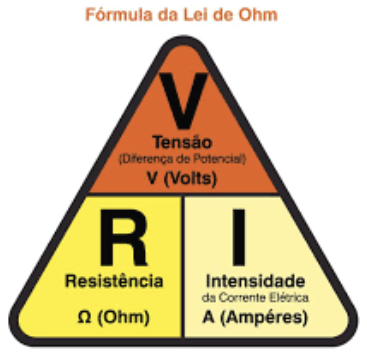 Fórmula da Lei de Ohm
V
Tensão
(Diferença de Potencial)
V (Volts)
R
Resistência
Ω (Ohm)
I
Intensidade
da Corrente Elétrica
A (Ampéres)